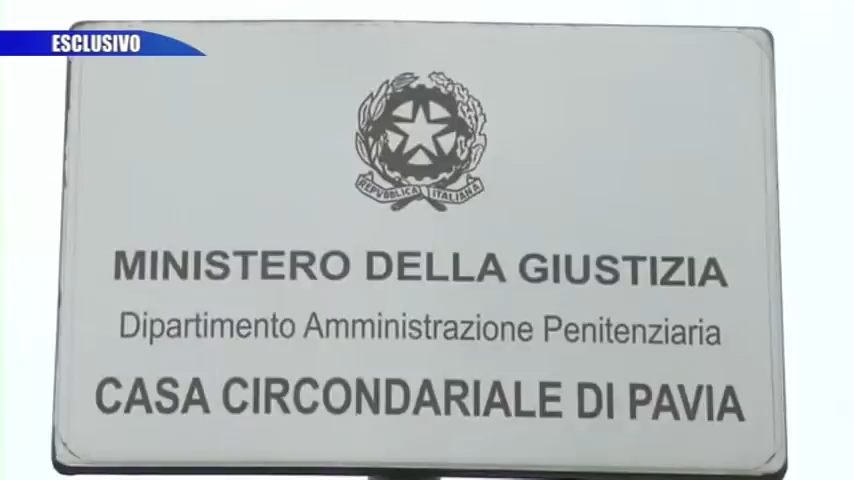 ESCLUSIVO
REPVBBLICA ITALIANA
MINISTERO DELLA GIUSTIZIA
Dipartimento Amministrazione Penitenziaria
CASA CIRCONDARIALE DI PAVIA